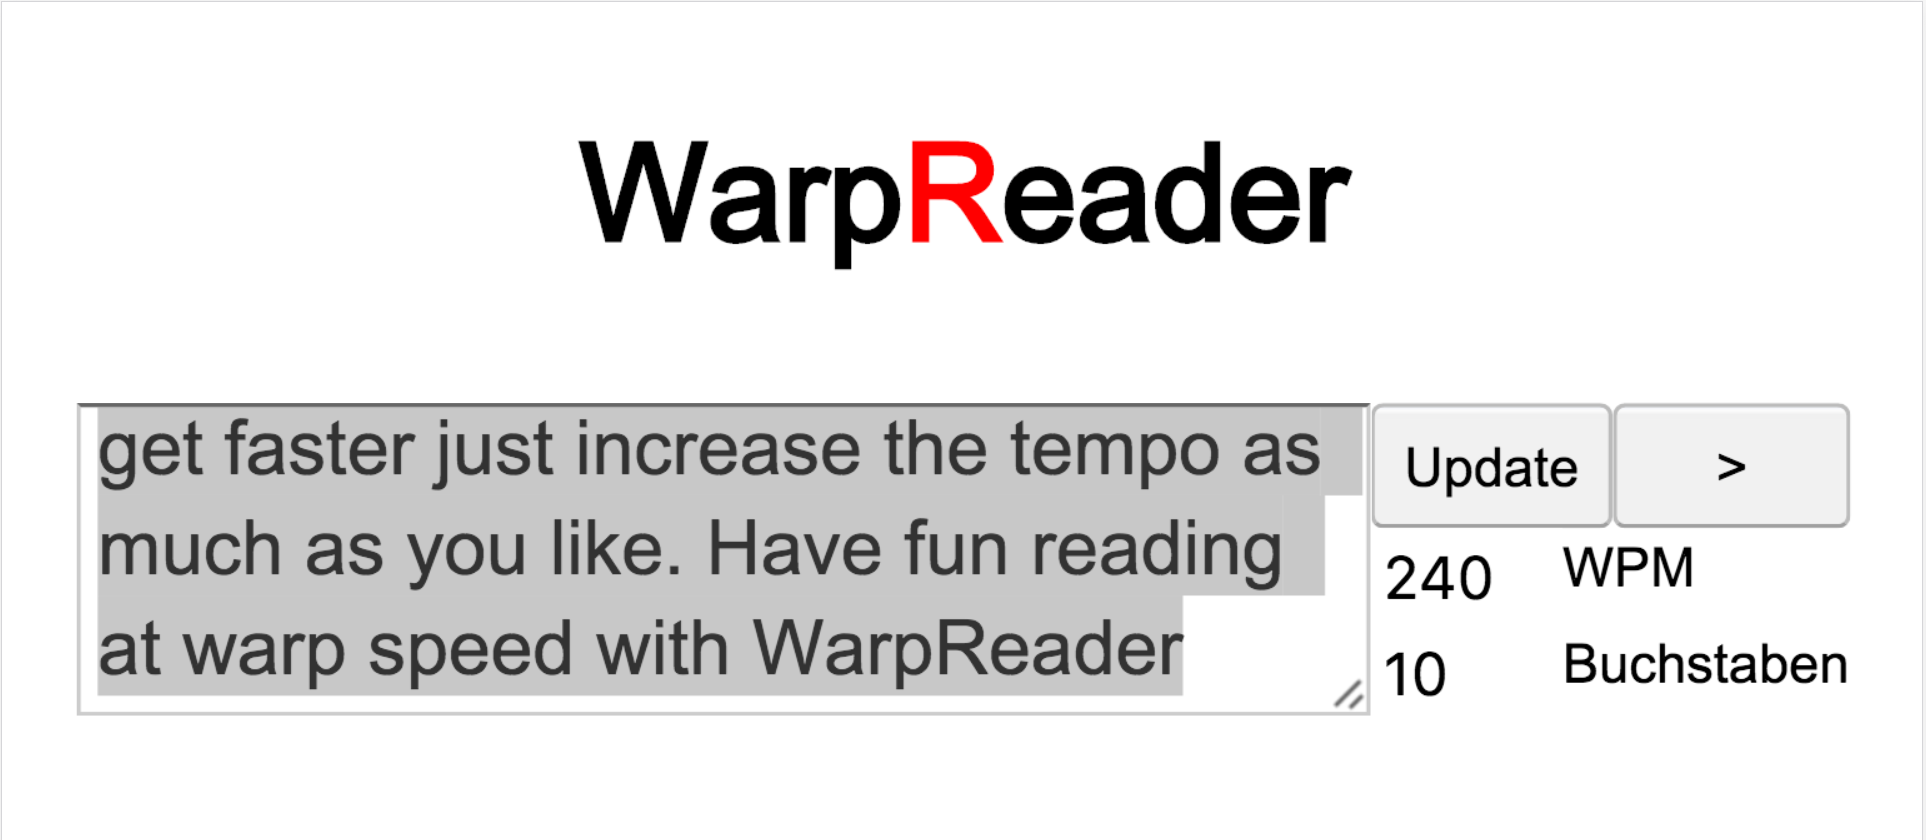 WarpReader
get faster just increase the tempo as
much as you like. Have fun reading
at warp speed with WarpReader
Update
>
240 WPM
10 Buchstaben